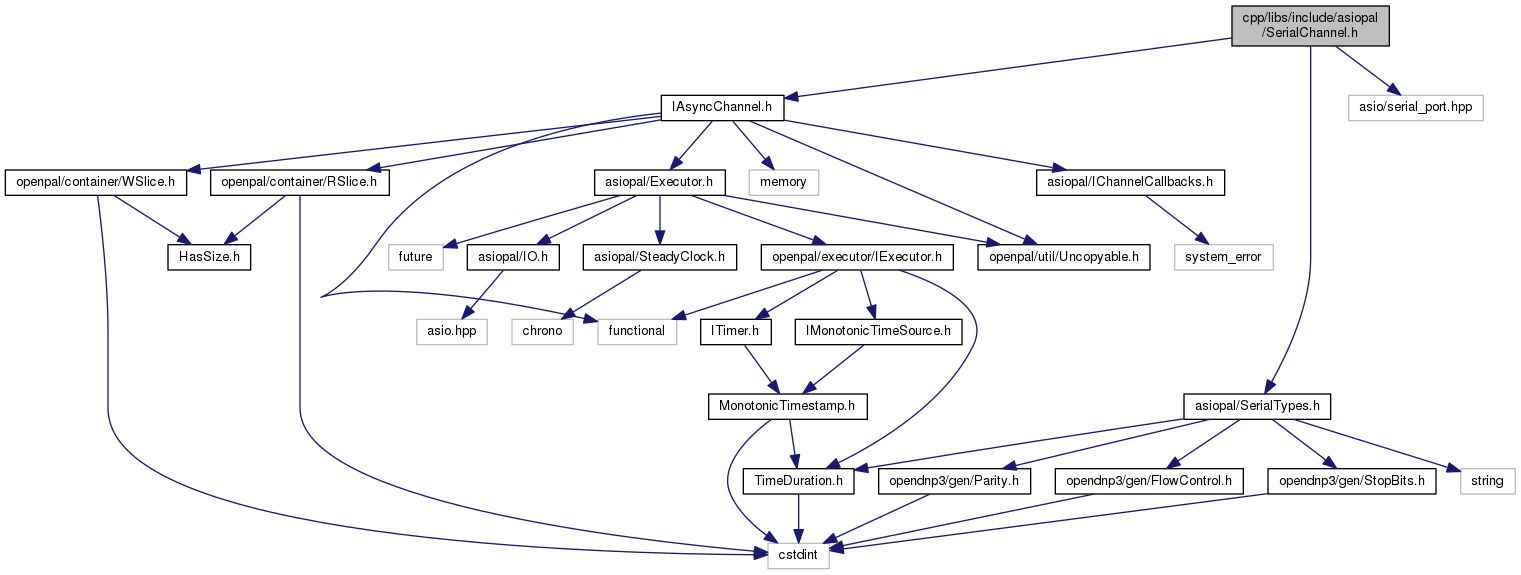 cpp/libs/include/asiopal
/SerialChannel.h
IAsyncChannel.h
asio/serial_port.hpp
openpal/container/WSlice.h
openpal/container/RSlice.h
asiopal/Executor.h
memory
asiopal/IChannelCallbacks.h
HasSize.h
future
asiopal/IO.h
asiopal/SteadyClock.h
openpal/executor/IExecutor.h
openpal/util/Uncopyable.h
system_error
asio.hpp
chrono
functional
ITimer.h
IMonotonicTimeSource.h
MonotonicTimestamp.h
asiopal/SerialTypes.h
TimeDuration.h
opendnp3/gen/Parity.h
opendnp3/gen/FlowControl.h
opendnp3/gen/StopBits.h
string
cstdint